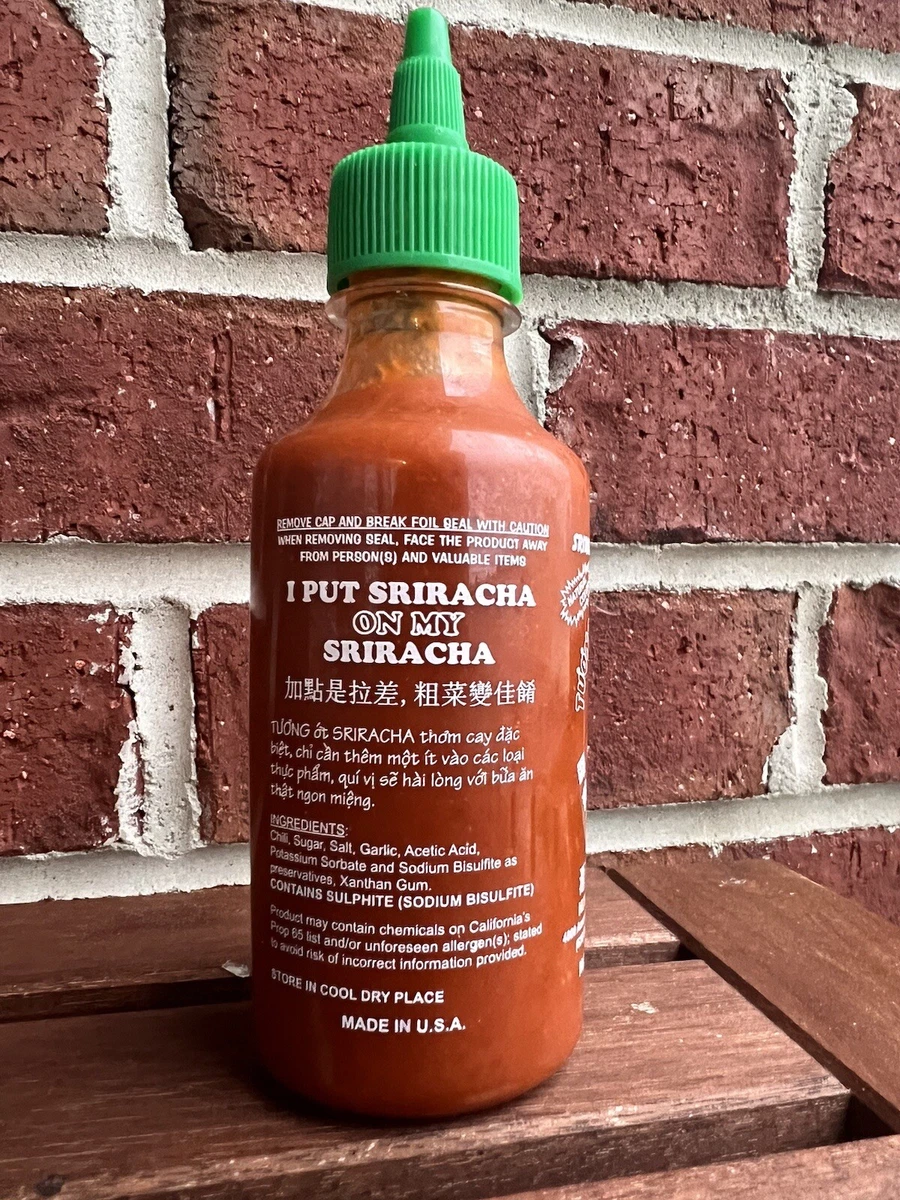 REMOVE CAP AND BREAK FOIL SEAL WITH CAUTION
WHEN REMOVING SEAL, FACE THE PRODUCT AWAY
FROM PERSON(S) AND VALUABLE ITEMS
I PUT SRIRACHA
ON MY
SRIRACHA
加點是拉差, 粗菜變佳餚
TƯƠNG ớt SRIRACHA thơm cay đặc
biệt, chỉ cần thêm một ít vào các loại
thực phẩm, quí vị sẽ hài lòng với bữa ăn
thật ngon miệng.
INGREDIENTS:
Chili, Sugar, Salt, Garlic, Acetic Acid,
Potassium Sorbate and Sodium Bisulfite as
preservatives, Xanthan Gum.
CONTAINS SULPHITE (SODIUM BISULFITE)
Product may contain chemicals on California's
Prop 65 list and/or unforeseen allergen(s); stated
to avoid risk of incorrect information provided.
STORE IN COOL DRY PLACE
MADE IN U.S.A.